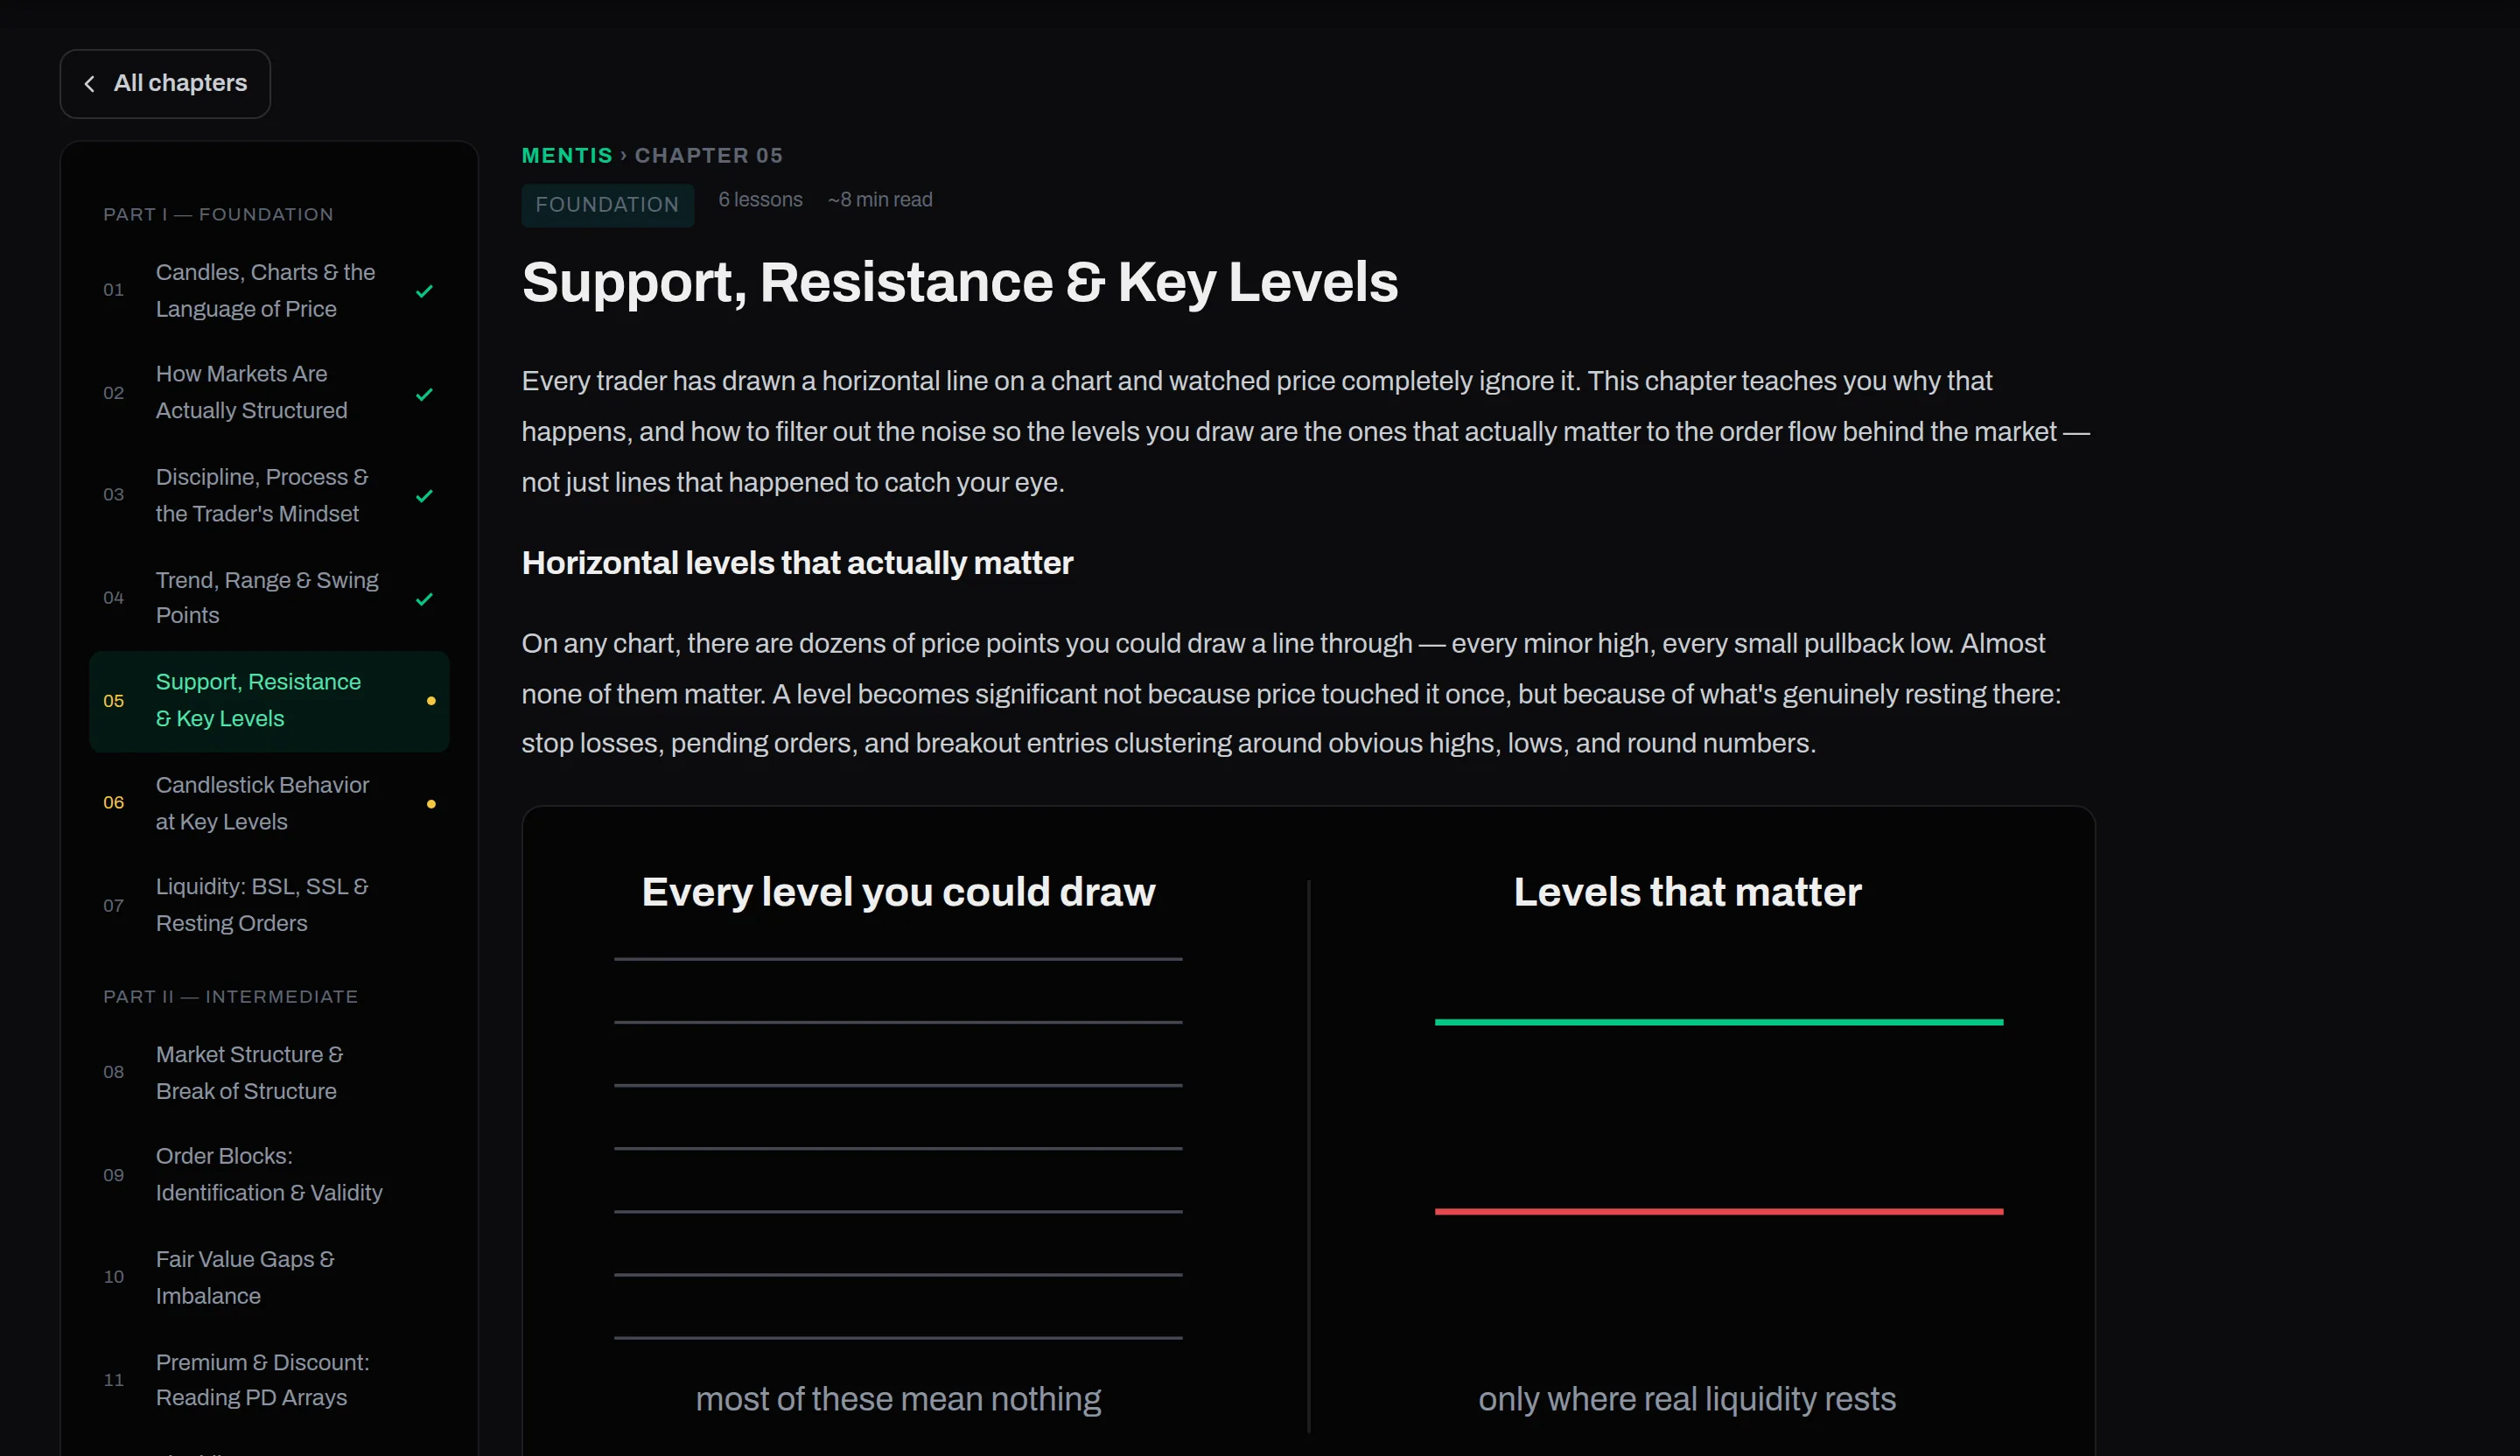 All chapters
PART I — FOUNDATION
01
Candles, Charts & the
Language of Price
02
How Markets Are
Actually Structured
03
Discipline, Process &
the Trader's Mindset
04
Trend, Range & Swing
Points
05
Support, Resistance
& Key Levels
06
Candlestick Behavior
at Key Levels
07
Liquidity: BSL, SSL &
Resting Orders
PART II — INTERMEDIATE
08
Market Structure &
Break of Structure
09
Order Blocks:
Identification & Validity
10
Fair Value Gaps &
Imbalance
11
Premium & Discount:
Reading PD Arrays
MENTIS › CHAPTER 05
FOUNDATION 6 lessons ~8 min read
Support, Resistance & Key Levels
Every trader has drawn a horizontal line on a chart and watched price completely ignore it. This chapter teaches you why that
happens, and how to filter out the noise so the levels you draw are the ones that actually matter to the order flow behind the market —
not just lines that happened to catch your eye.
Horizontal levels that actually matter
On any chart, there are dozens of price points you could draw a line through — every minor high, every small pullback low. Almost
none of them matter. A level becomes significant not because price touched it once, but because of what's genuinely resting there:
stop losses, pending orders, and breakout entries clustering around obvious highs, lows, and round numbers.
Every level you could draw
most of these mean nothing
Levels that matter
only where real liquidity rests